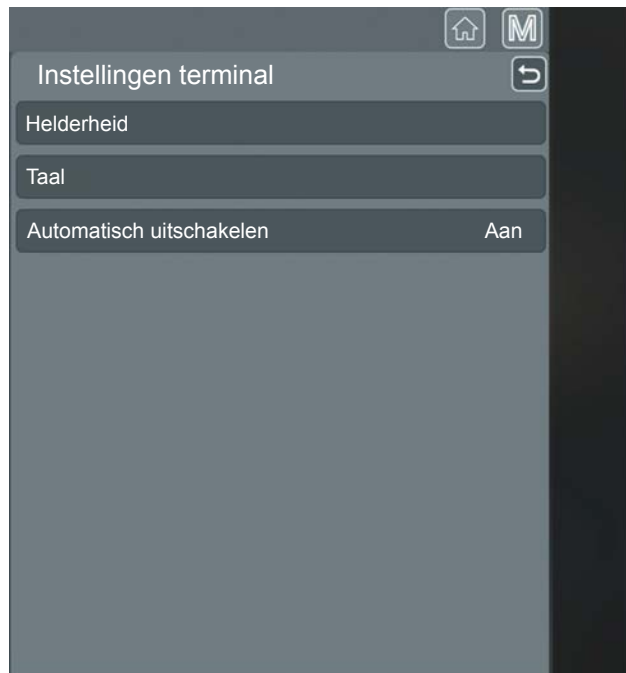 M
Instellingen terminal
Helderheid
Taal
Automatisch uitschakelen Aan